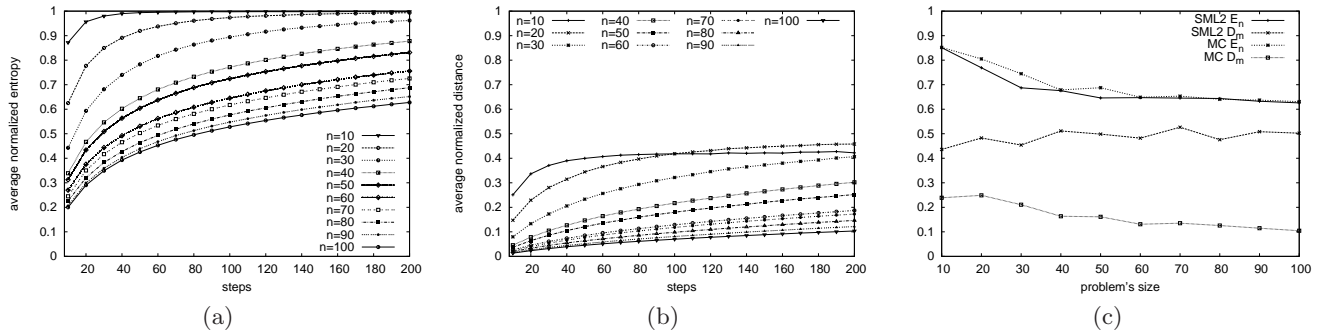 average normalized entropy
1
0.9
0.8
0.7
0.6
0.5
0.4
0.3
0.2
0.1
0
20 40 60 80 100 120 140 160 180 200
steps
n=10
n=20
n=30
n=40
n=50
n=60
n=70
n=80
n=90
n=100
(a)
average normalized distance
1
0.9
0.8
0.7
0.6
0.5
0.4
0.3
0.2
0.1
0
20 40 60 80 100 120 140 160 180 200
steps
n=10 n=40 n=70 n=100
n=20 n=50 n=80
n=30 n=60 n=90
(b)
1
0.9
0.8
0.7
0.6
0.5
0.4
0.3
0.2
0.1
0
10 20 30 40 50 60 70 80 90 100
problem's size
SML2 Eₙ
SML2 Dₘ
MC Eₙ
MC Dₘ
(c)